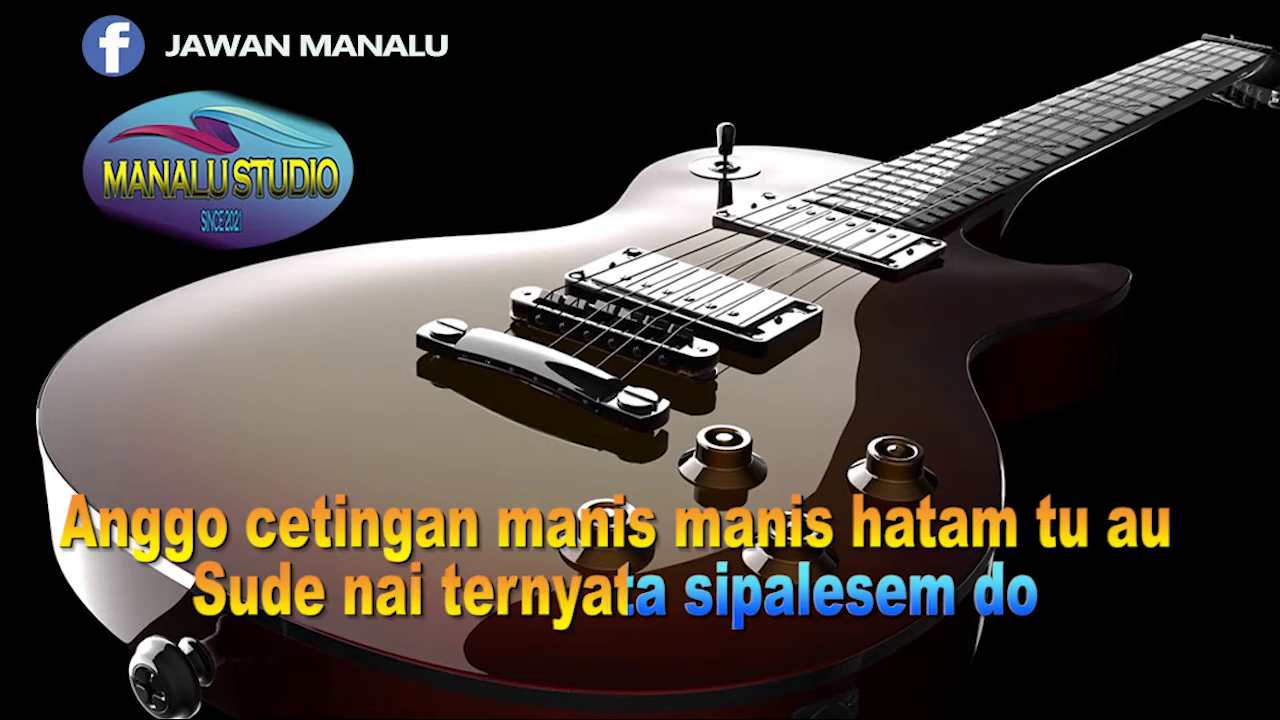 JAWAN MANALU
MANALU STUDIO
SINCE 2021
Anggo cetingan manis manis hatam tu au
Sude nai ternyata sipalesem do